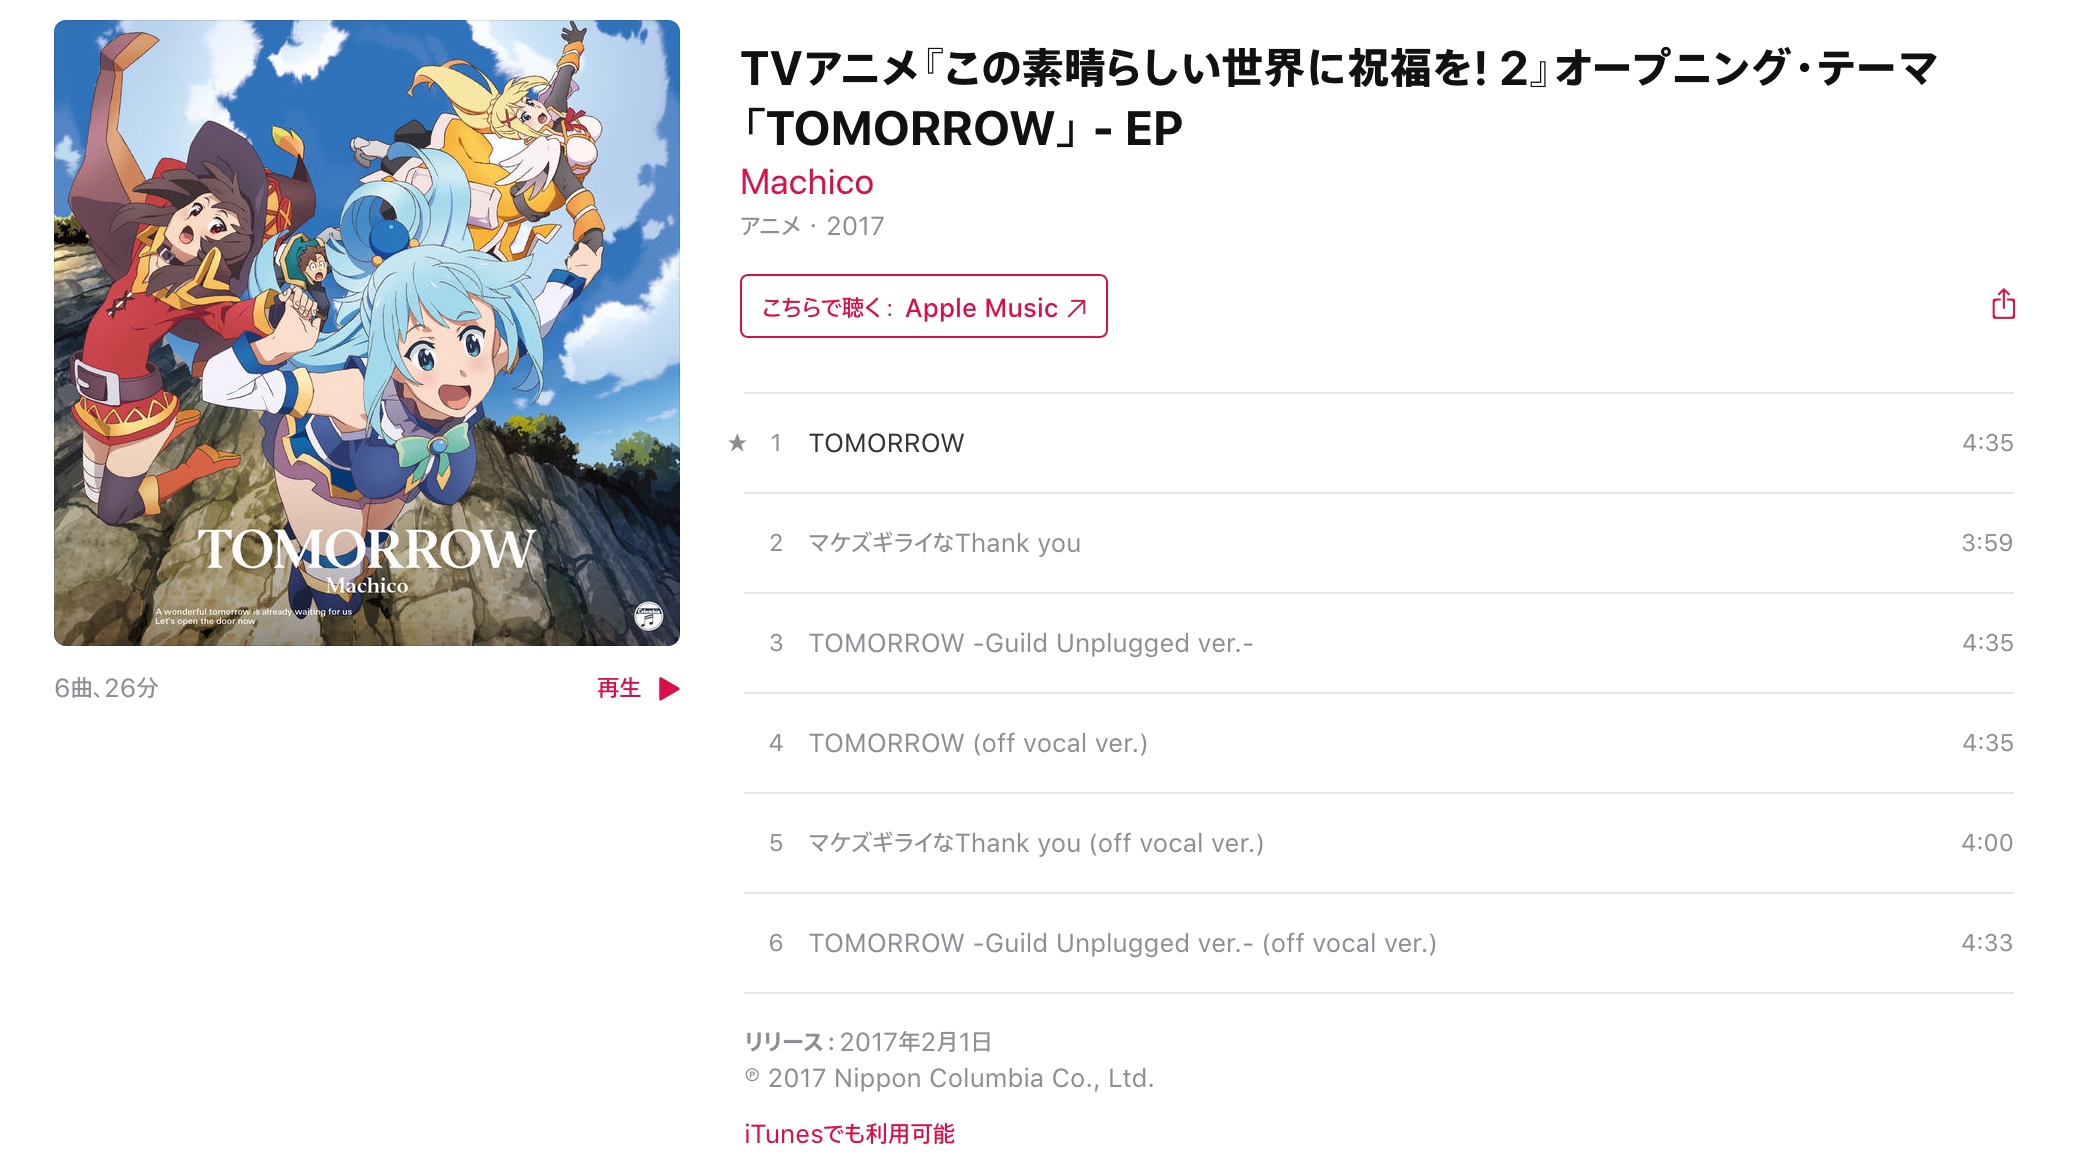 TVアニメ『この素晴らしい世界に祝福を! 2』オープニング・テーマ
「TOMORROW」 - EP
Machico
アニメ · 2017
こちらで聴く: Apple Music ↗
TOMORROW
Machico
A wonderful tomorrow is already waiting for us
Let's open the door now
Columbia
6曲、26分
再生 ▶
★ 1 TOMORROW 4:35
2 マケズギライなThank you 3:59
3 TOMORROW -Guild Unplugged ver.- 4:35
4 TOMORROW (off vocal ver.) 4:35
5 マケズギライなThank you (off vocal ver.) 4:00
6 TOMORROW -Guild Unplugged ver.- (off vocal ver.) 4:33
リリース: 2017年2月1日
℗ 2017 Nippon Columbia Co., Ltd.
iTunesでも利用可能